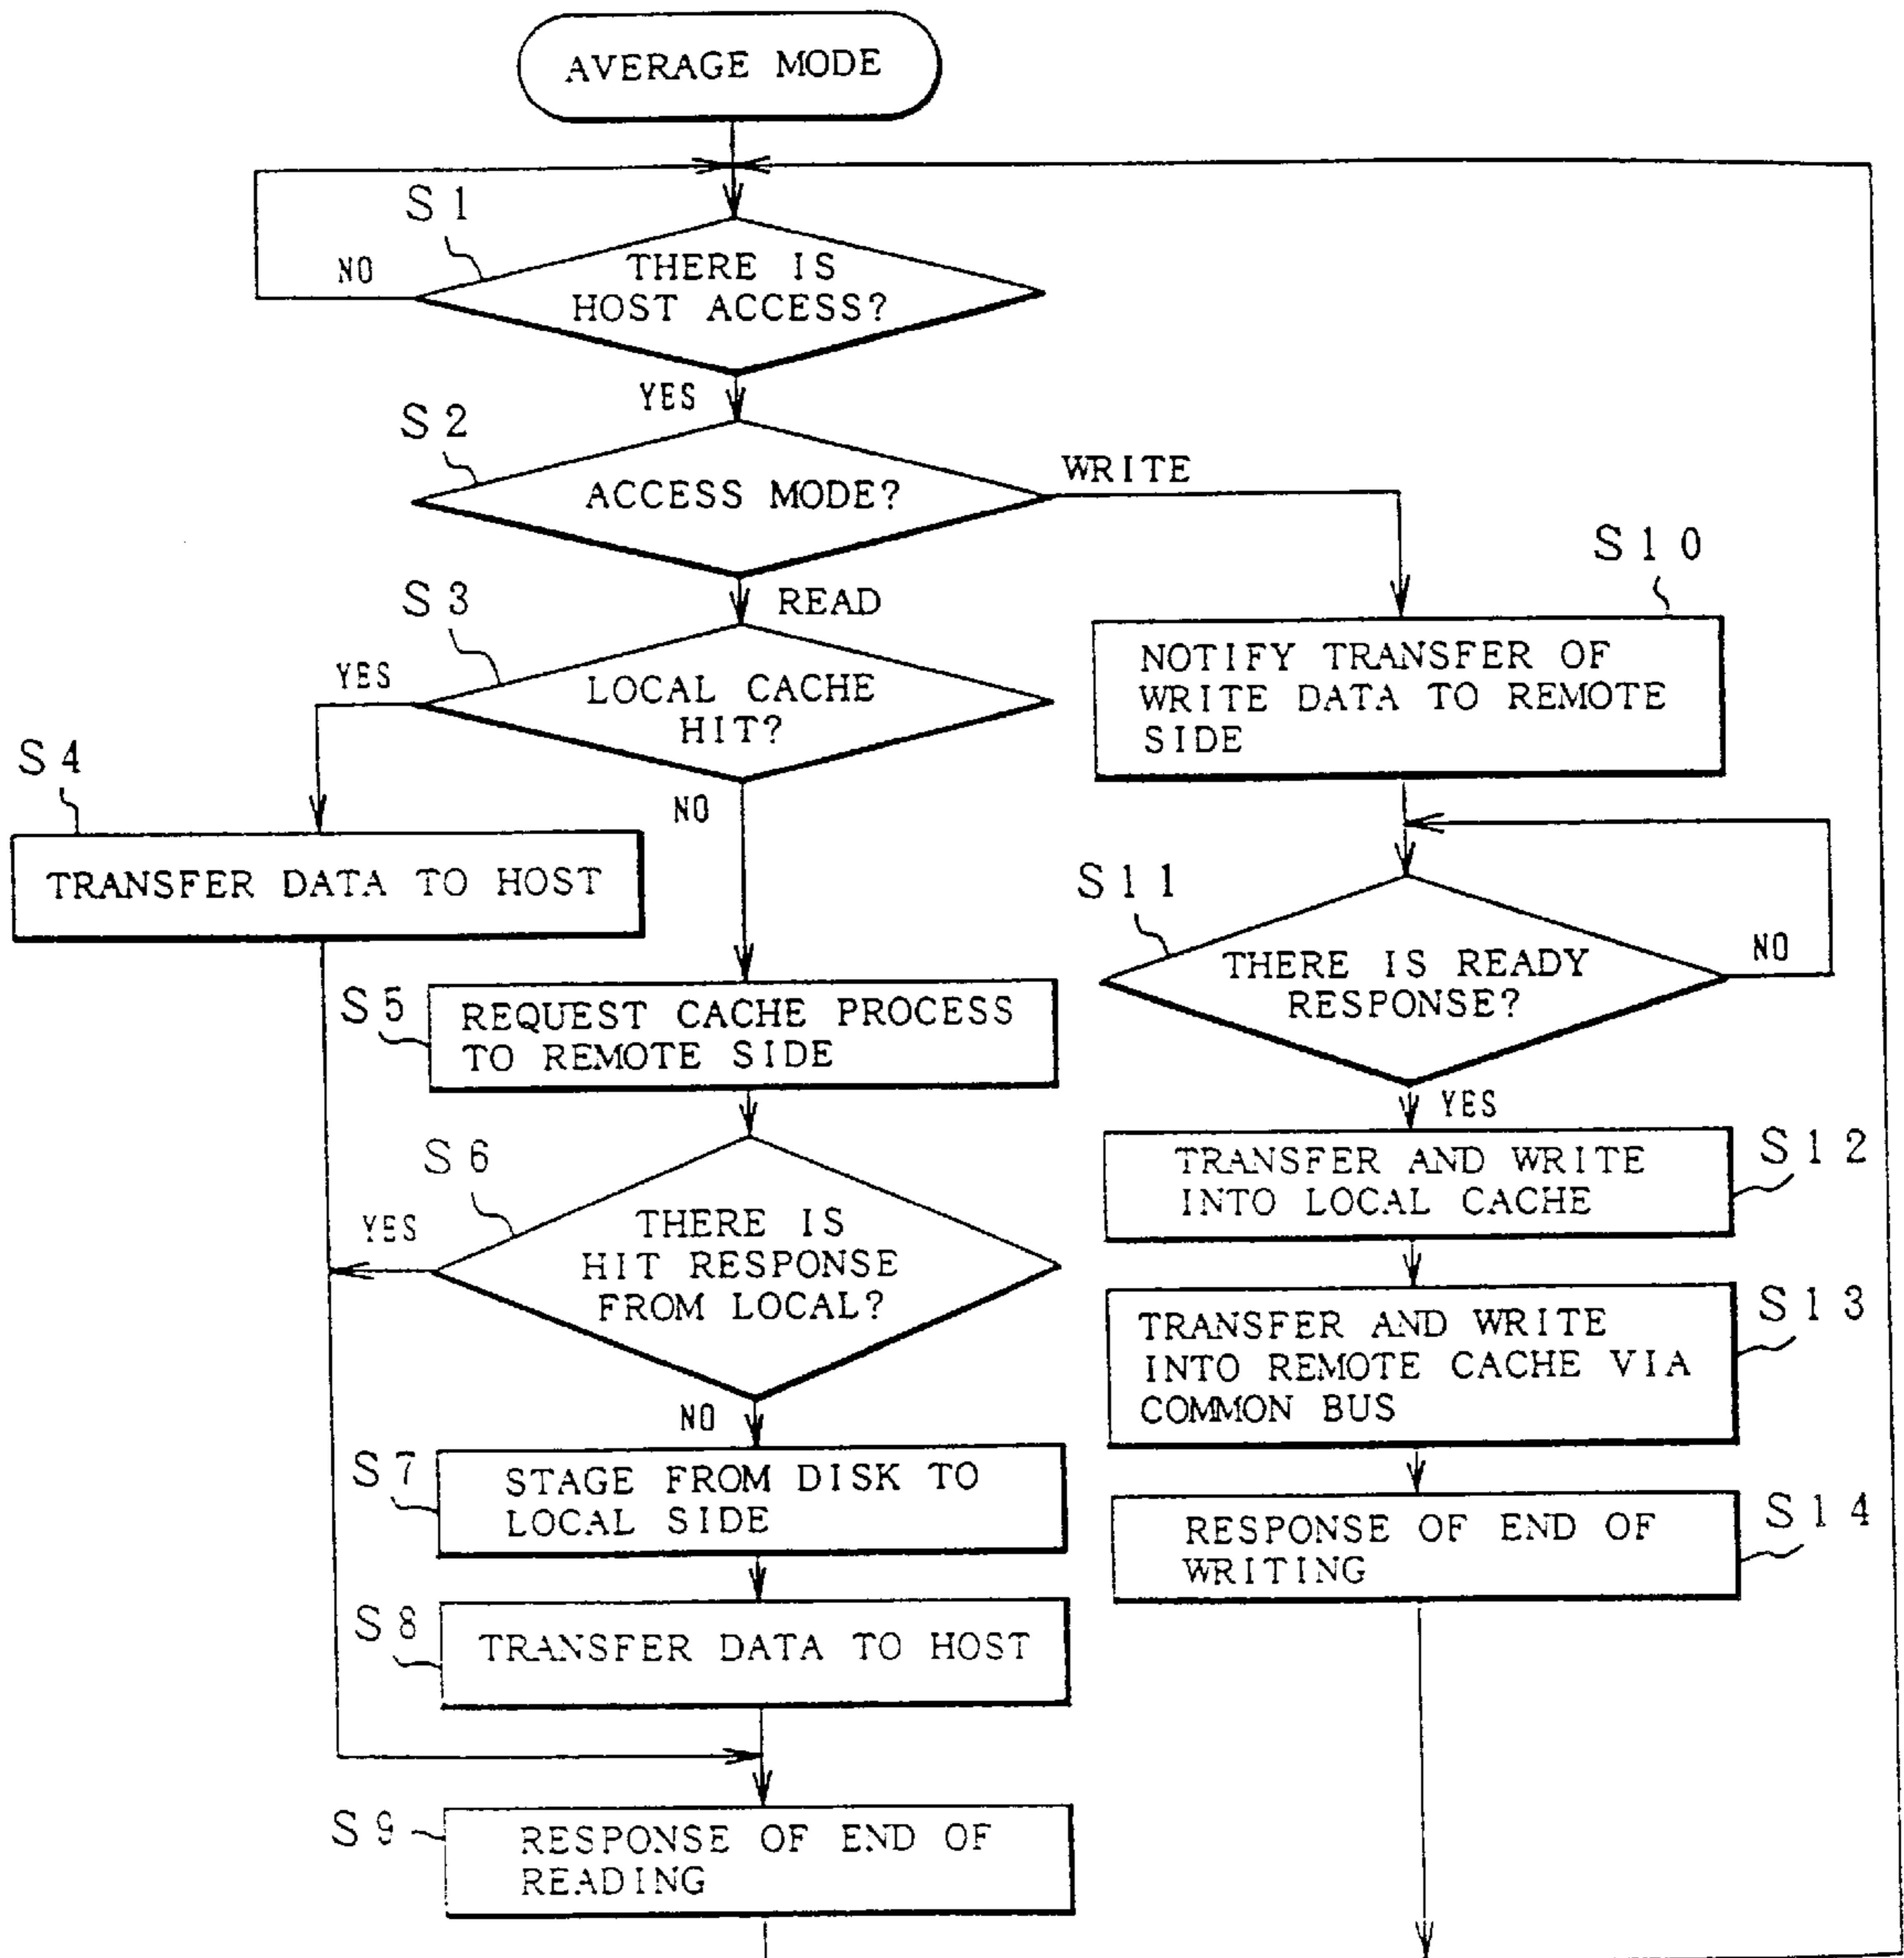 AVERAGE MODE
S1
NO
THERE IS
HOST ACCESS?
YES
S2
ACCESS MODE?
WRITE
READ
S3
YES
LOCAL CACHE
HIT?
NO
S4
TRANSFER DATA TO HOST
S5
REQUEST CACHE PROCESS
TO REMOTE SIDE
S6
YES
THERE IS
HIT RESPONSE
FROM LOCAL?
NO
S7
STAGE FROM DISK TO
LOCAL SIDE
S8
TRANSFER DATA TO HOST
S9
RESPONSE OF END OF
READING
S10
NOTIFY TRANSFER OF
WRITE DATA TO REMOTE
SIDE
S11
THERE IS READY
RESPONSE?
NO
YES
S12
TRANSFER AND WRITE
INTO LOCAL CACHE
S13
TRANSFER AND WRITE
INTO REMOTE CACHE VIA
COMMON BUS
S14
RESPONSE OF END OF
WRITING